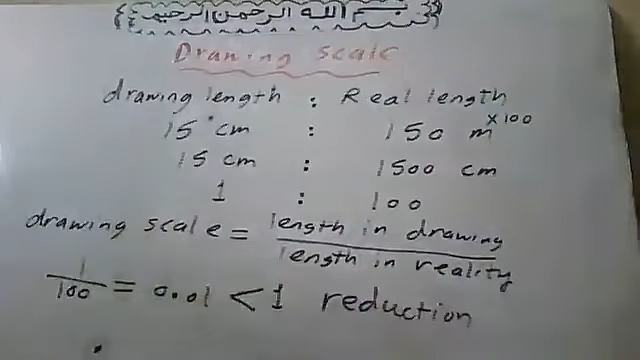 بسم الله الرحمن الرحيم
Drawing scale
drawing length : Real length
15 cm : 150 m ×100
15 cm : 1500 cm
1 : 100
drawing scale = length in drawing / length in reality
1/100 = 0.01 < 1 reduction